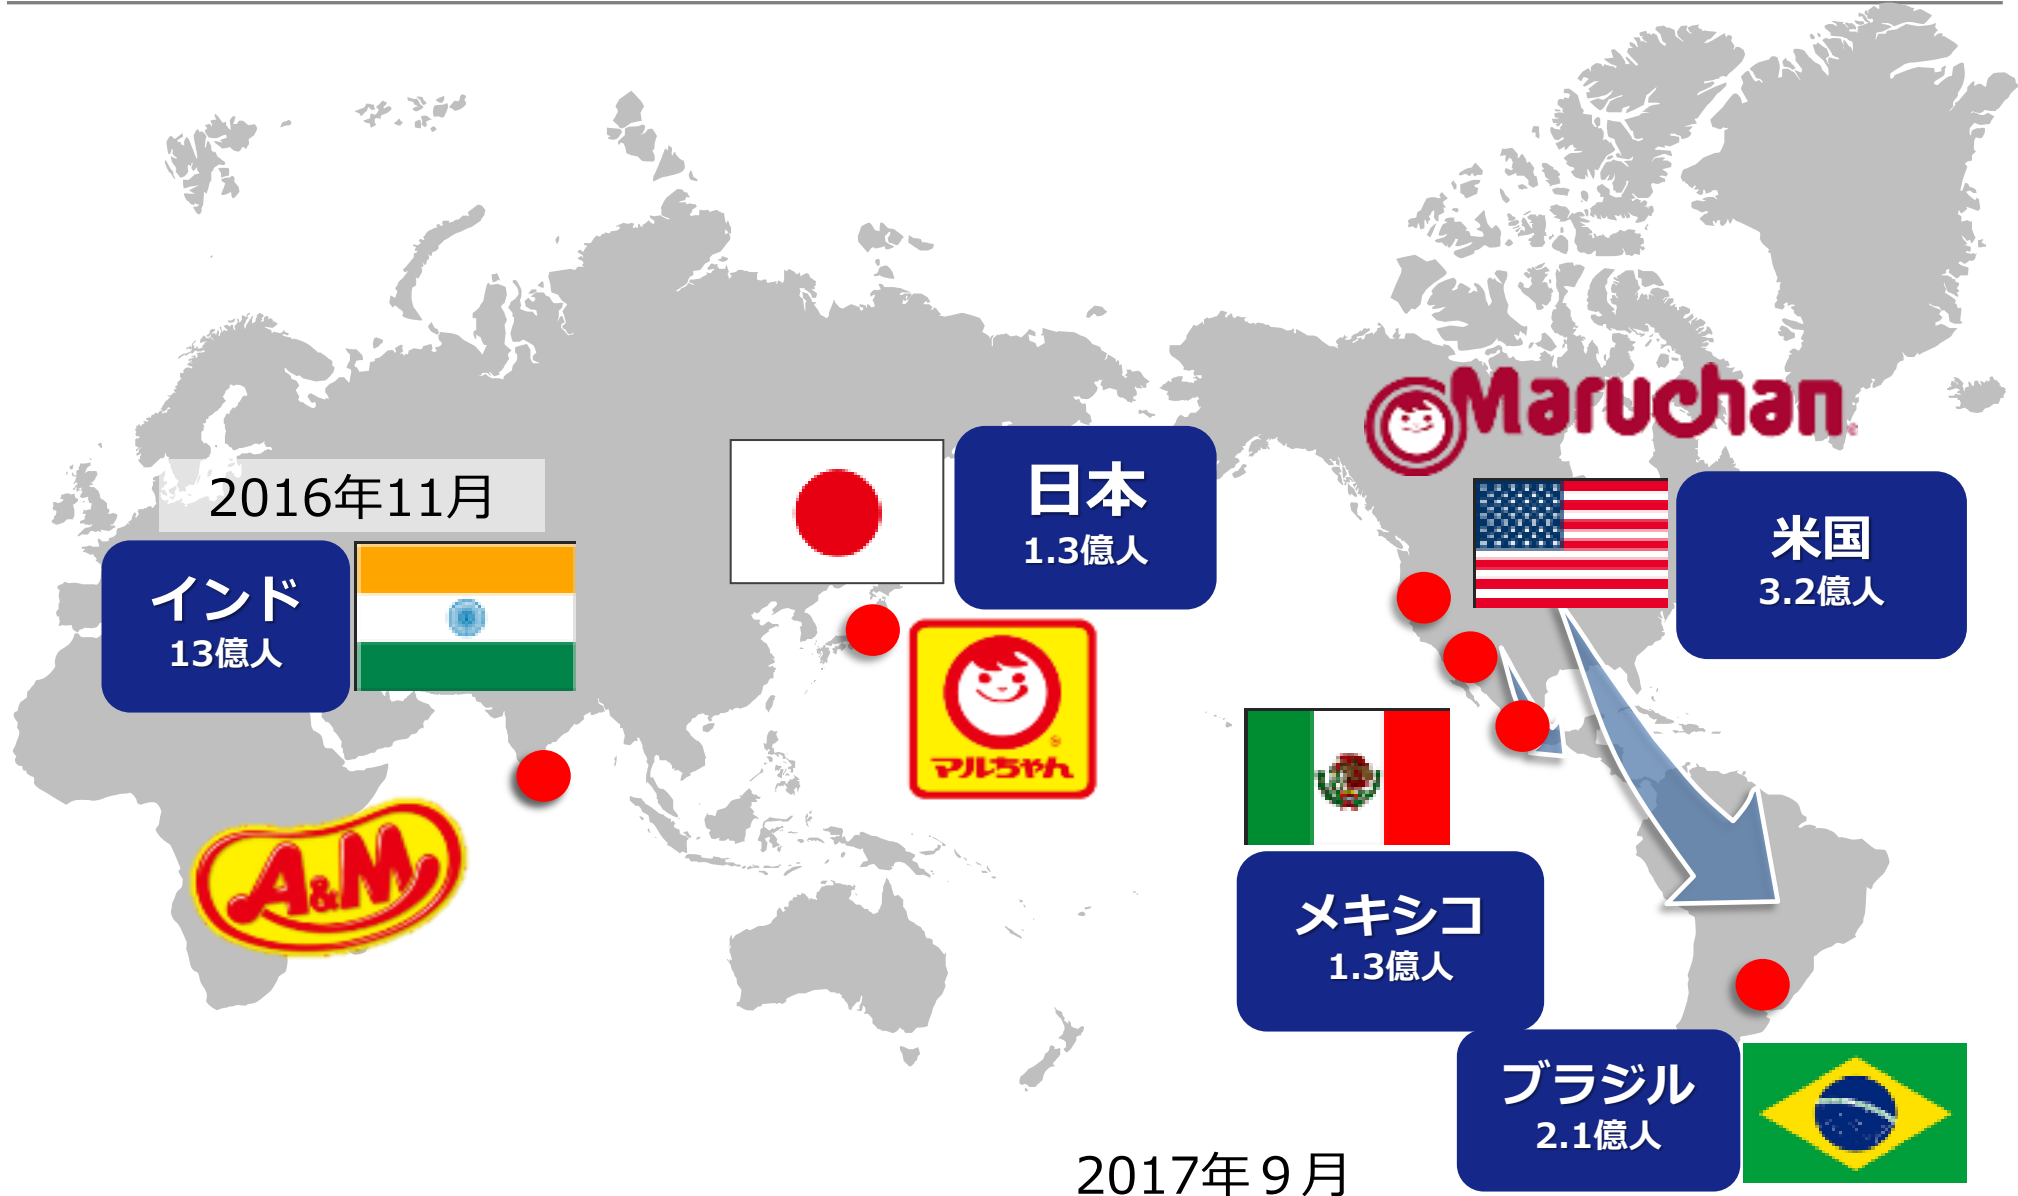 Maruchan
®
2016年11月
インド
13億人
日本
1.3億人
米国
3.2億人
®
マルちゃん
A&M
メキシコ
1.3億人
ブラジル
2.1億人
2017年９月